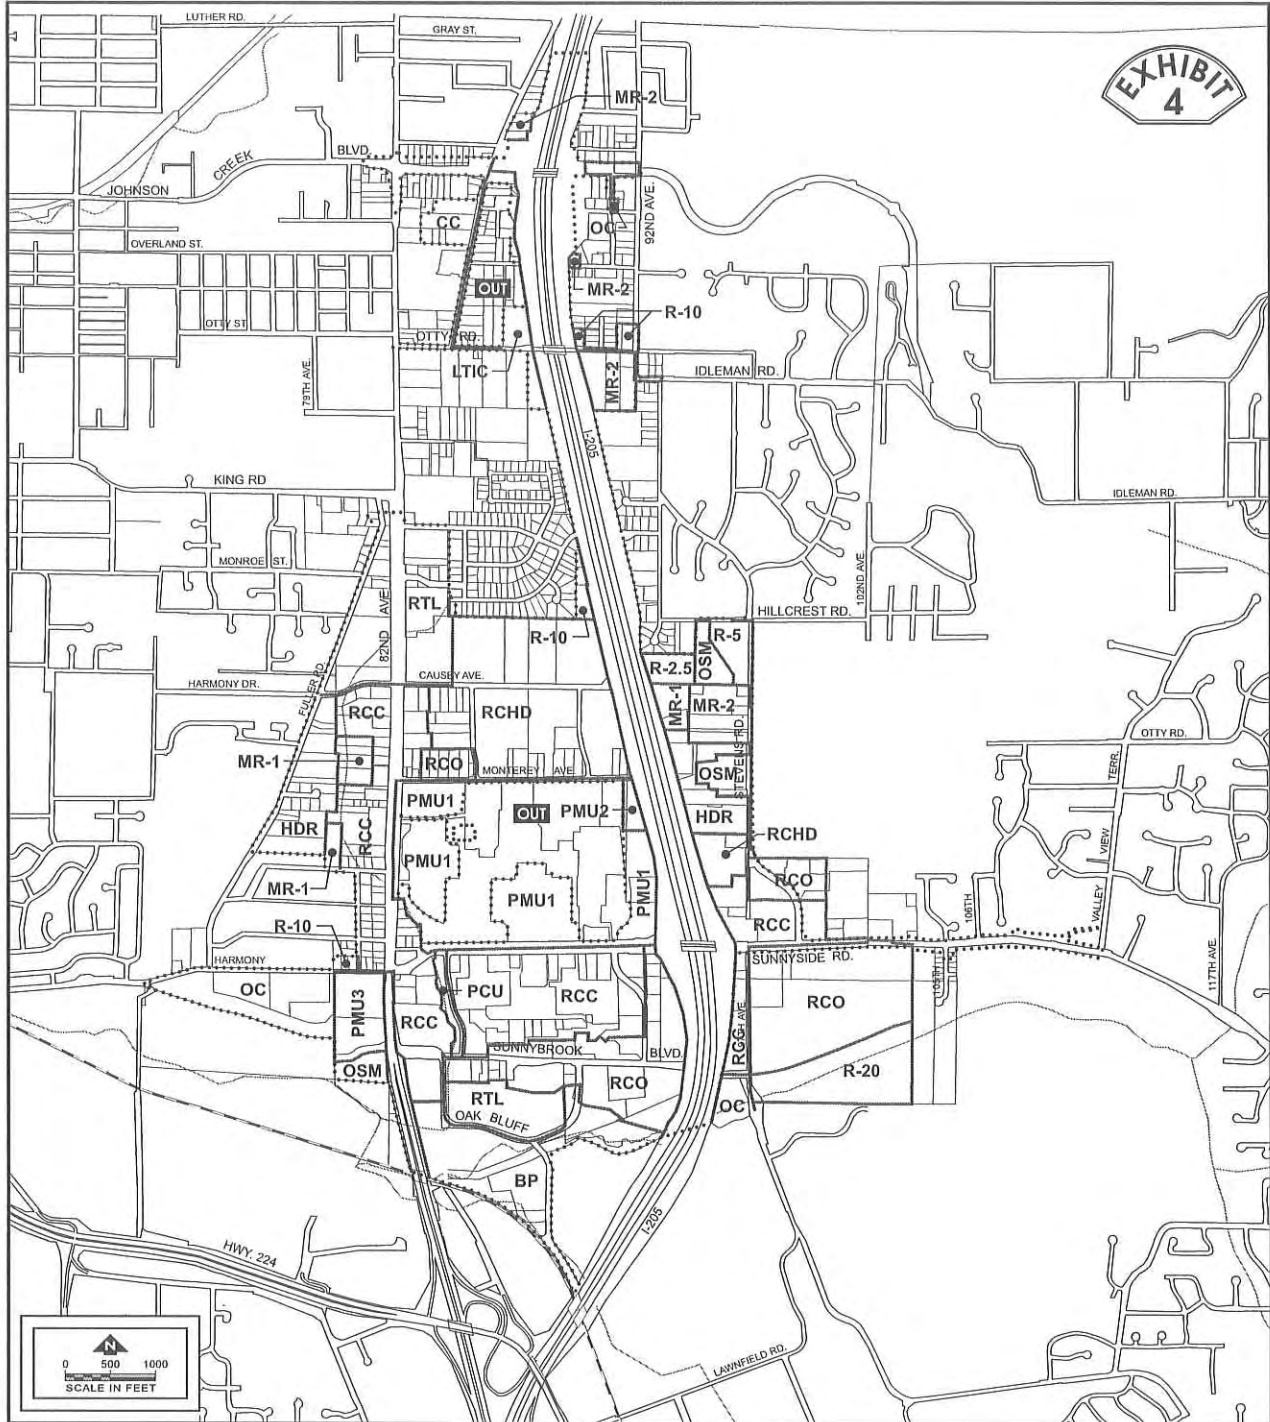 LUTHER RD.
GRAY ST.
EXHIBIT
4
MR-2
CREEK
BLVD.
JOHNSON
CC
OC
92ND AVE.
OVERLAND ST.
OUT
MR-2
R-10
OTTY ST
OTTY RD.
LTIC
79TH AVE.
MR-2
IDLEMAN RD.
I-205
KING RD
IDLEMAN RD.
MONROE ST.
102ND AVE.
82ND AVE
RTL
HILLCREST RD.
R-10
OSM
R-5
R-2.5
CAUSEY AVE.
HARMONY DR.
FULLER RD.
RCC
RCHD
MR-1
MR-2
STEVENS RD.
OTTY RD.
MR-1
RCO
MONTEREY AVE
OSM
VIEW TERR.
PMU1
OUT
PMU2
HDR
HDR
RCC
RCHD
PMU1
MR-1
PMU1
PMU1
RCO
R-10
RCC
106TH
VALLEY
117TH AVE
HARMONY
SUNNYSIDE RD.
OC
PMU3
PCU
RCC
RCC
RCO
105TH
RCC
SUNNYBROOK
BLVD.
OSM
RCO
R-20
RTL
OC
OAK BLUFF
BP
I-205
HWY. 224
N
0 500 1000
SCALE IN FEET
LAWNFIELD RD.